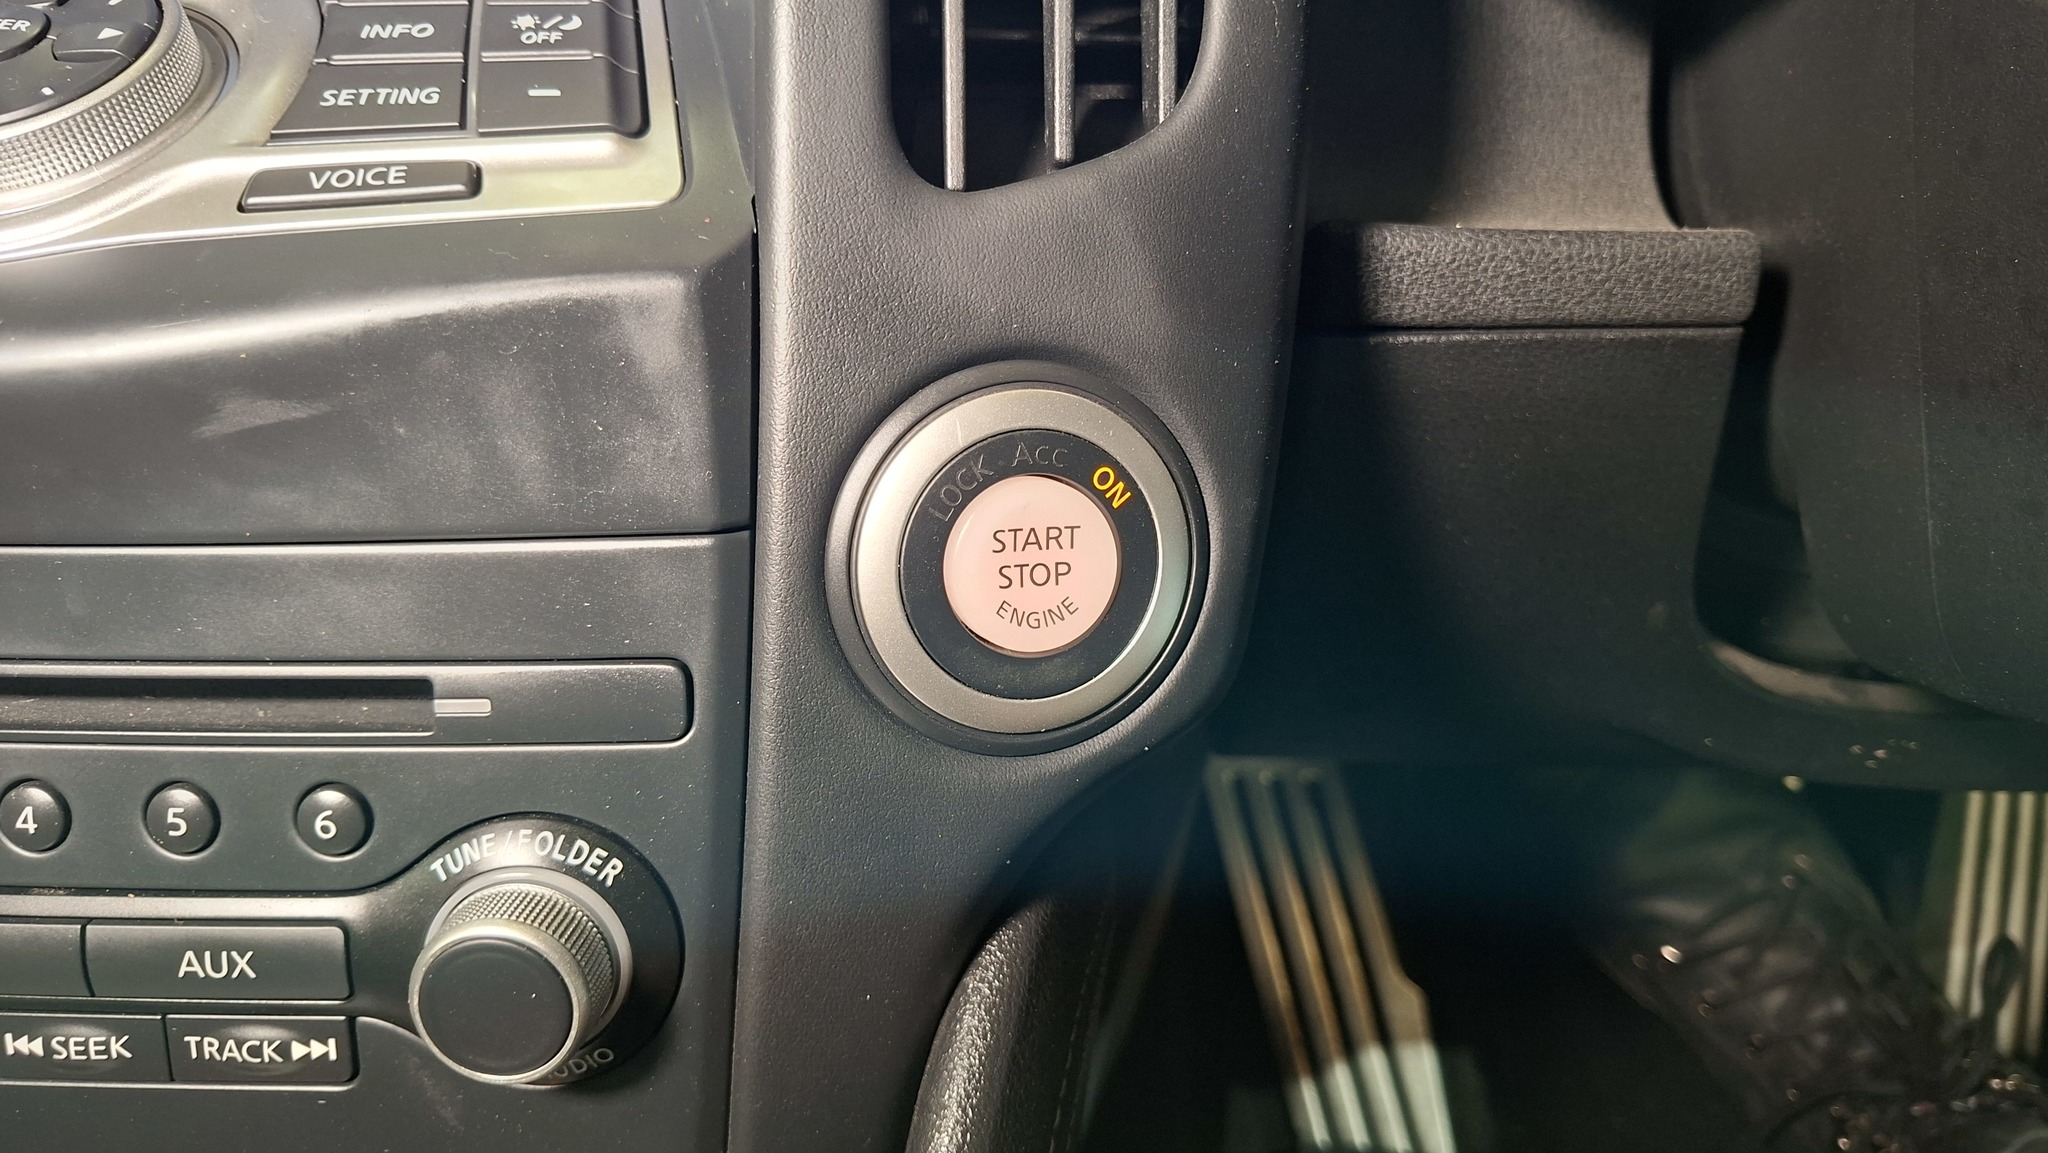 INFO
OFF
SETTING
VOICE
LOCK Acc ON
START
STOP
ENGINE
4 5 6
TUNE/FOLDER
AUX
SEEK
TRACK